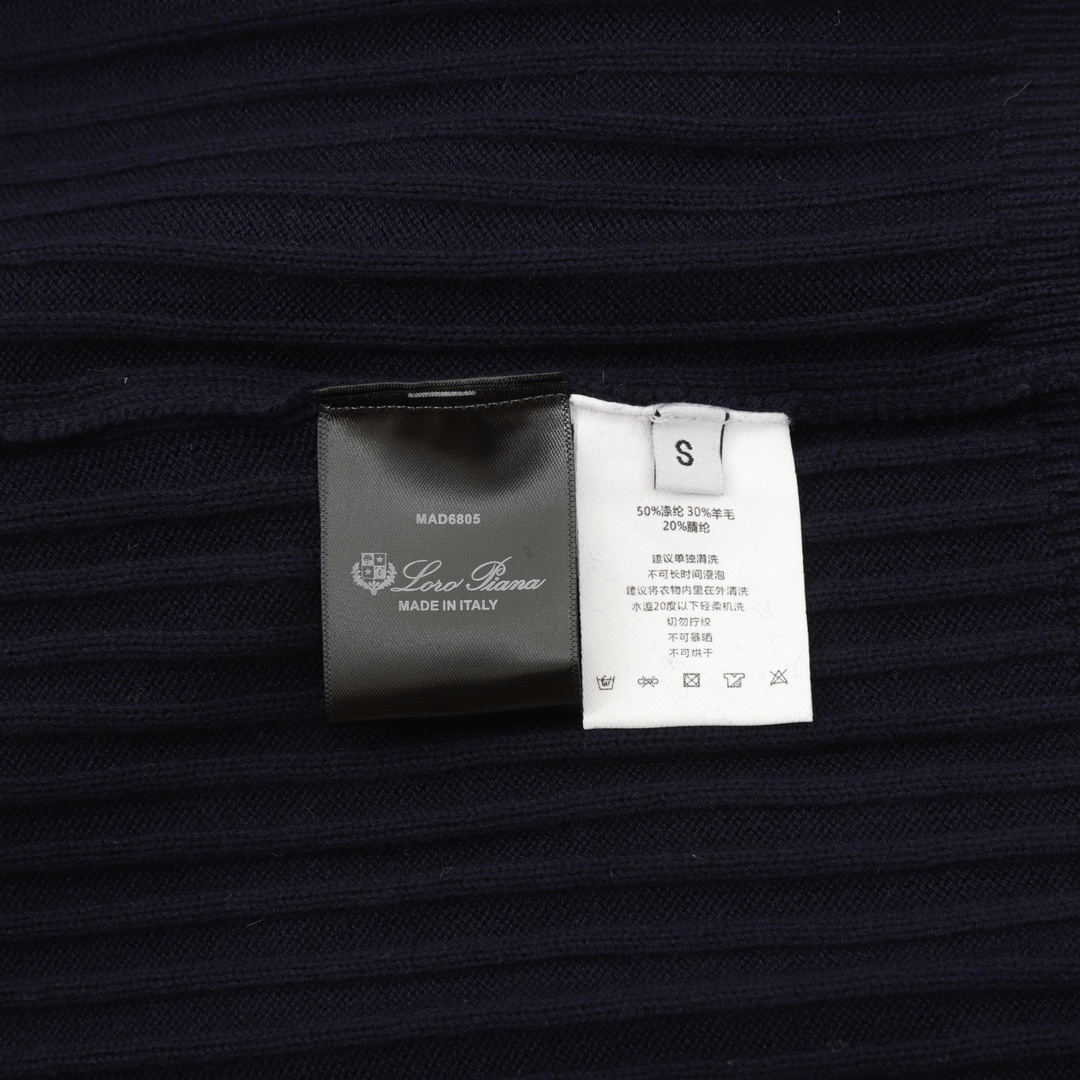 MAD6805
Loro Piana
MADE IN ITALY
S
50%涤纶 30%羊毛
20%腈纶
建议单独清洗
不可长时间浸泡
建议将衣物内里在外清洗
水温20度以下轻柔机洗
切勿拧绞
不可暴晒
不可烘干